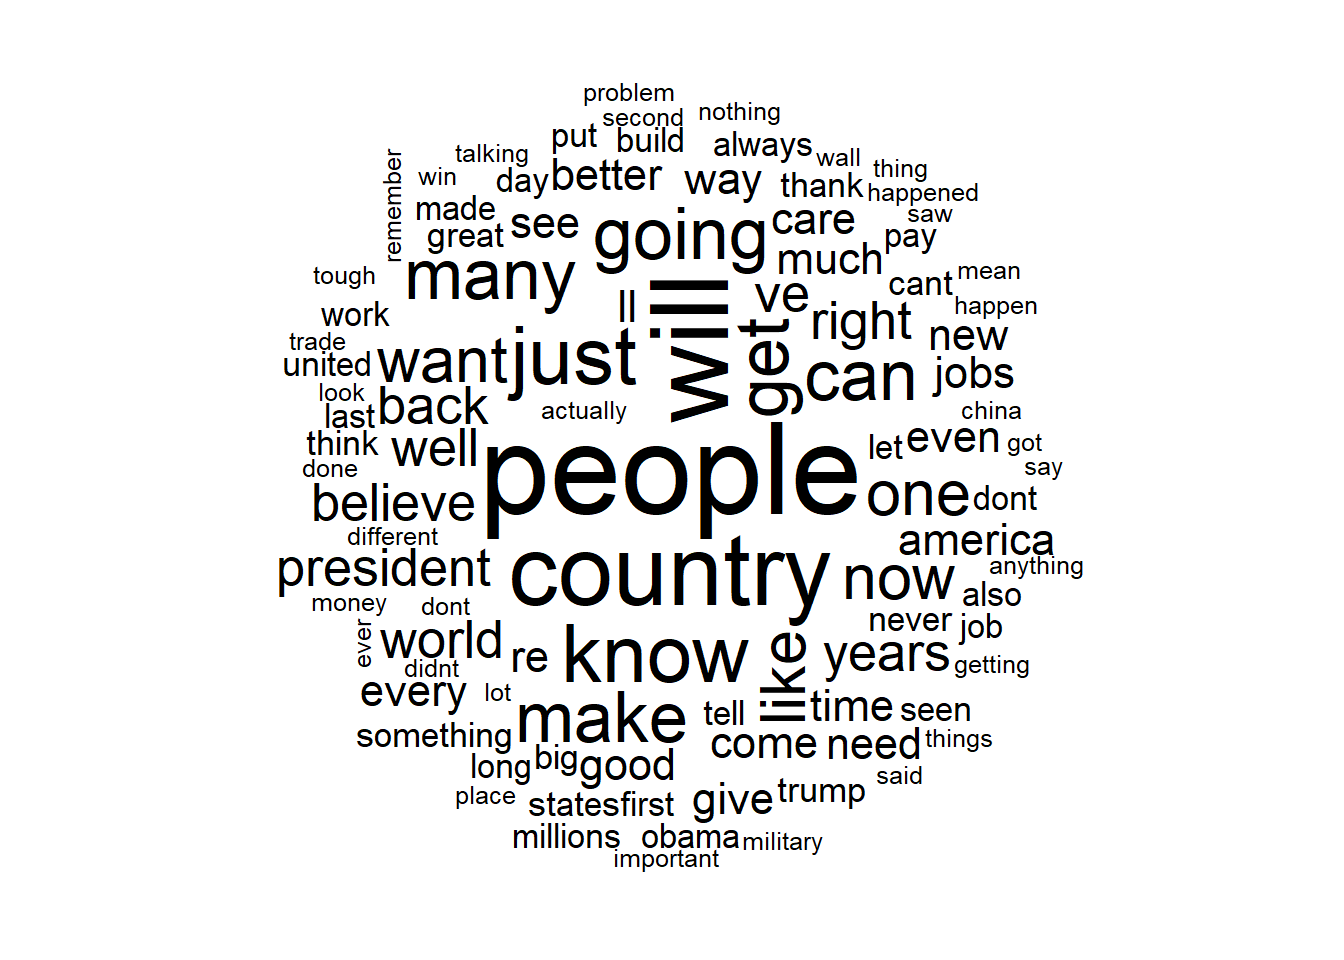 problem
second nothing
put build always
talking wall
remember win day better way thank thing
happened
made see going care saw
great many much pay
tough ll will ve cant mean
work get right new happen
trade
united want just can jobs
look
last back actually china
think well people let even got
done say
believe one dont
different america
president country now anything
money dont also
ever world re know like years never job
didnt getting
every lot make tell time seen
something come need things
long big good
place statesfirst give trump said
millions obama military
important